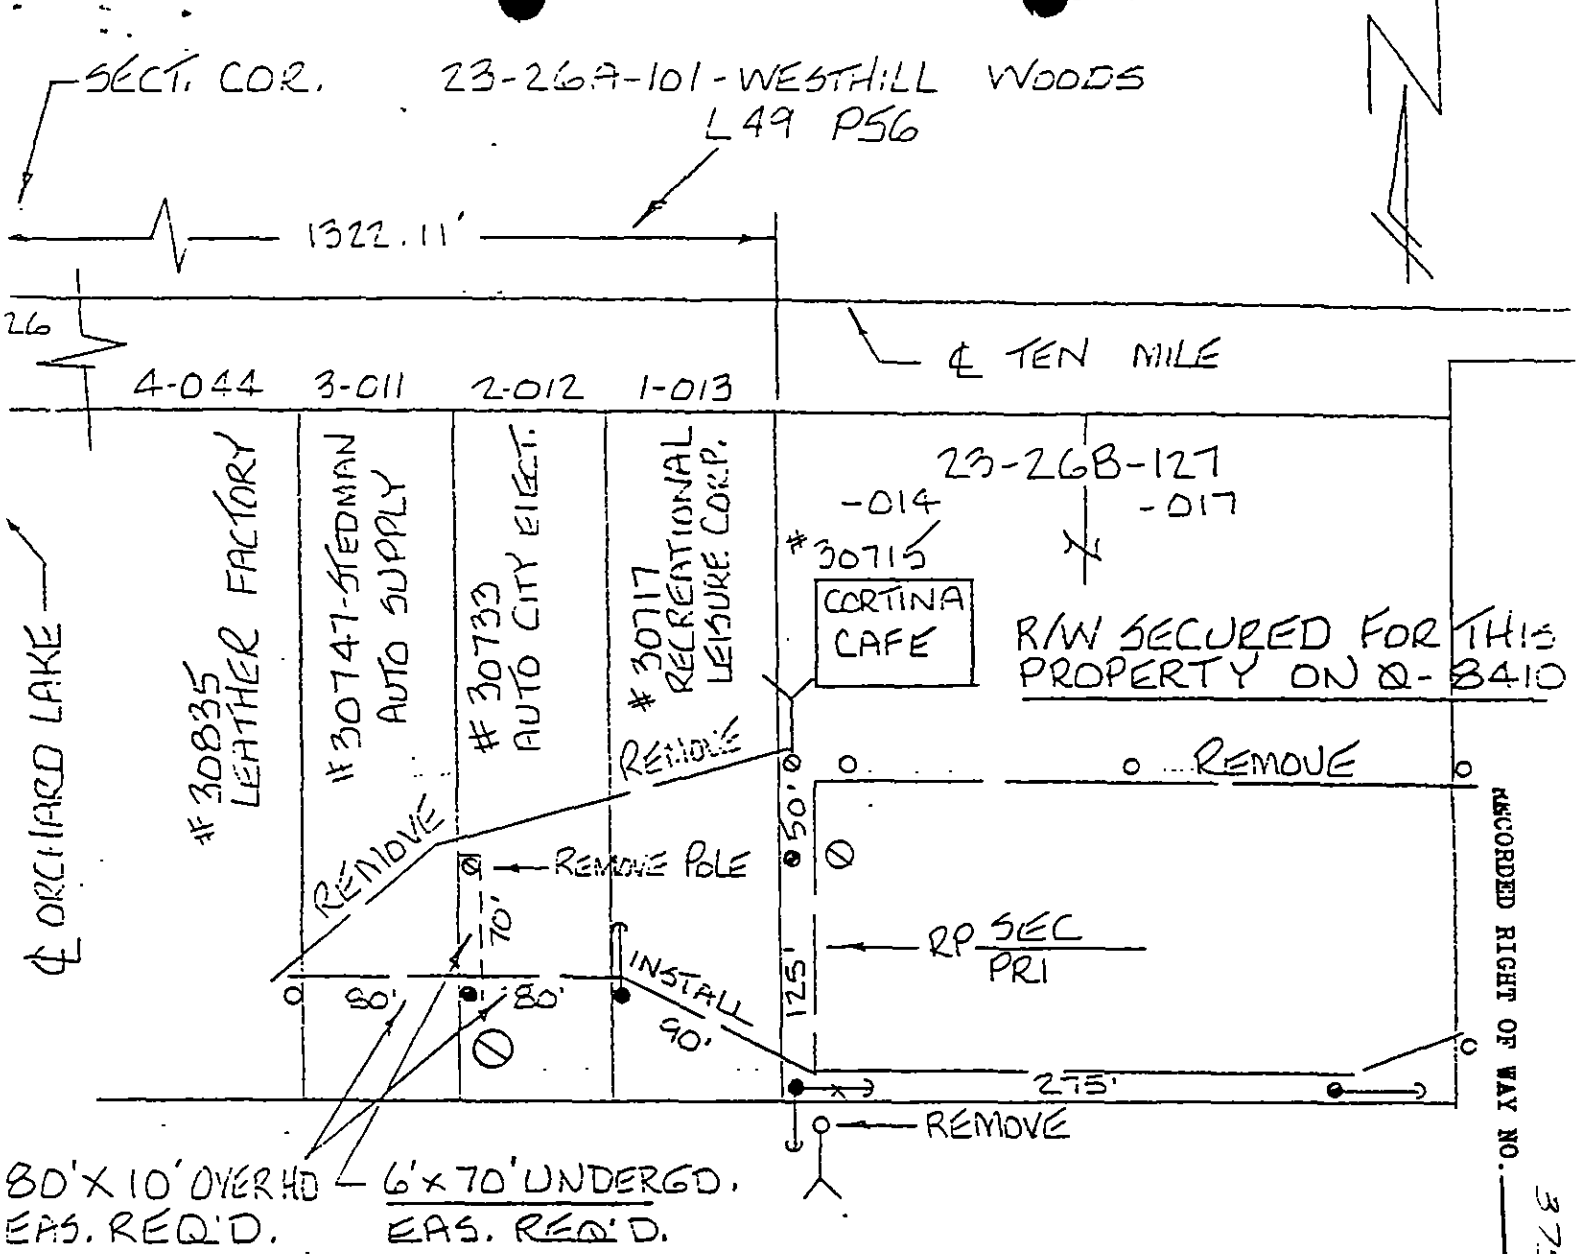 SECT. COR.
23-26A-101-WESTHILL WOODS
L49 P56
N
1322.11'
26
℄ TEN MILE
4-044
3-011
2-012
1-013
23-26B-127
-014
-017
#30835
LEATHER FACTORY
#30747-STEDMAN
AUTO SUPPLY
#30733
AUTO CITY ELECT.
#30717
RECREATIONAL
LEISURE CORP.
#30715
CORTINA
CAFE
R/W SECURED FOR THIS
PROPERTY ON Q-8410
℄ ORCHARD LAKE
REMOVE
REMOVE
REMOVE
50'
REMOVE POLE
70'
125'
RP SEC
PRI
INSTALL
80'
80'
90'
275'
REMOVE
80'X10' OVERHD
EAS. REQ'D.
6'x70' UNDERGD.
EAS. REQ'D.
RECORDED RIGHT OF WAY NO.